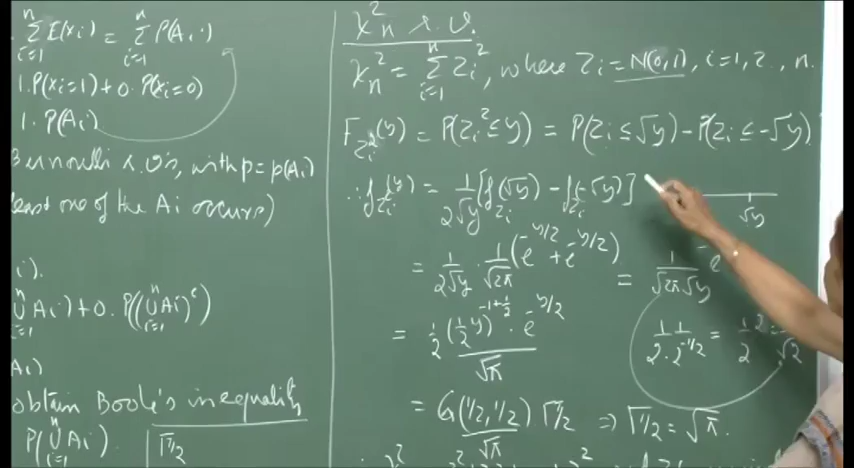 n∑i=1 E(Xi) = n∑i=1 P(Ai)
1.P(Xi=1)+0.P(Xi=0)
1.P(Ai)
Bernoulli r.v's, with p=p(Ai)
least one of the Ai occurs)
i).
n∪i=1 Ai)+0. P((n∪i=1 Ai)^c)
Ai)
obtain Boole's inequality
P(n∪i=1 Ai).
Γ1/2
χ²n r.v.
χ²n = n∑i=1 Zi², where Zi = N(0,1), i=1,2.., n.
F_Zi²(y) = P(Zi² ≤ y) = P(Zi ≤ √y) − P(Zi ≤ −√y)
∴ f_Zi²(y) = 1/2√y [f_Zi(√y) − f_Zi(−√y)]
√y
= 1/2√y . 1/√2π (e^−y/2 + e^−y/2) = 1/√2π√y e^−
= 1/2 (1/2 y)^−1+1/2 . e^−y/2 / √π
1/2 . 1/2^−1/2 = 1/2 2^ = 1/√2
= G(1/2, 1/2) Γ1/2 / √π ⇒ Γ1/2 = √π.